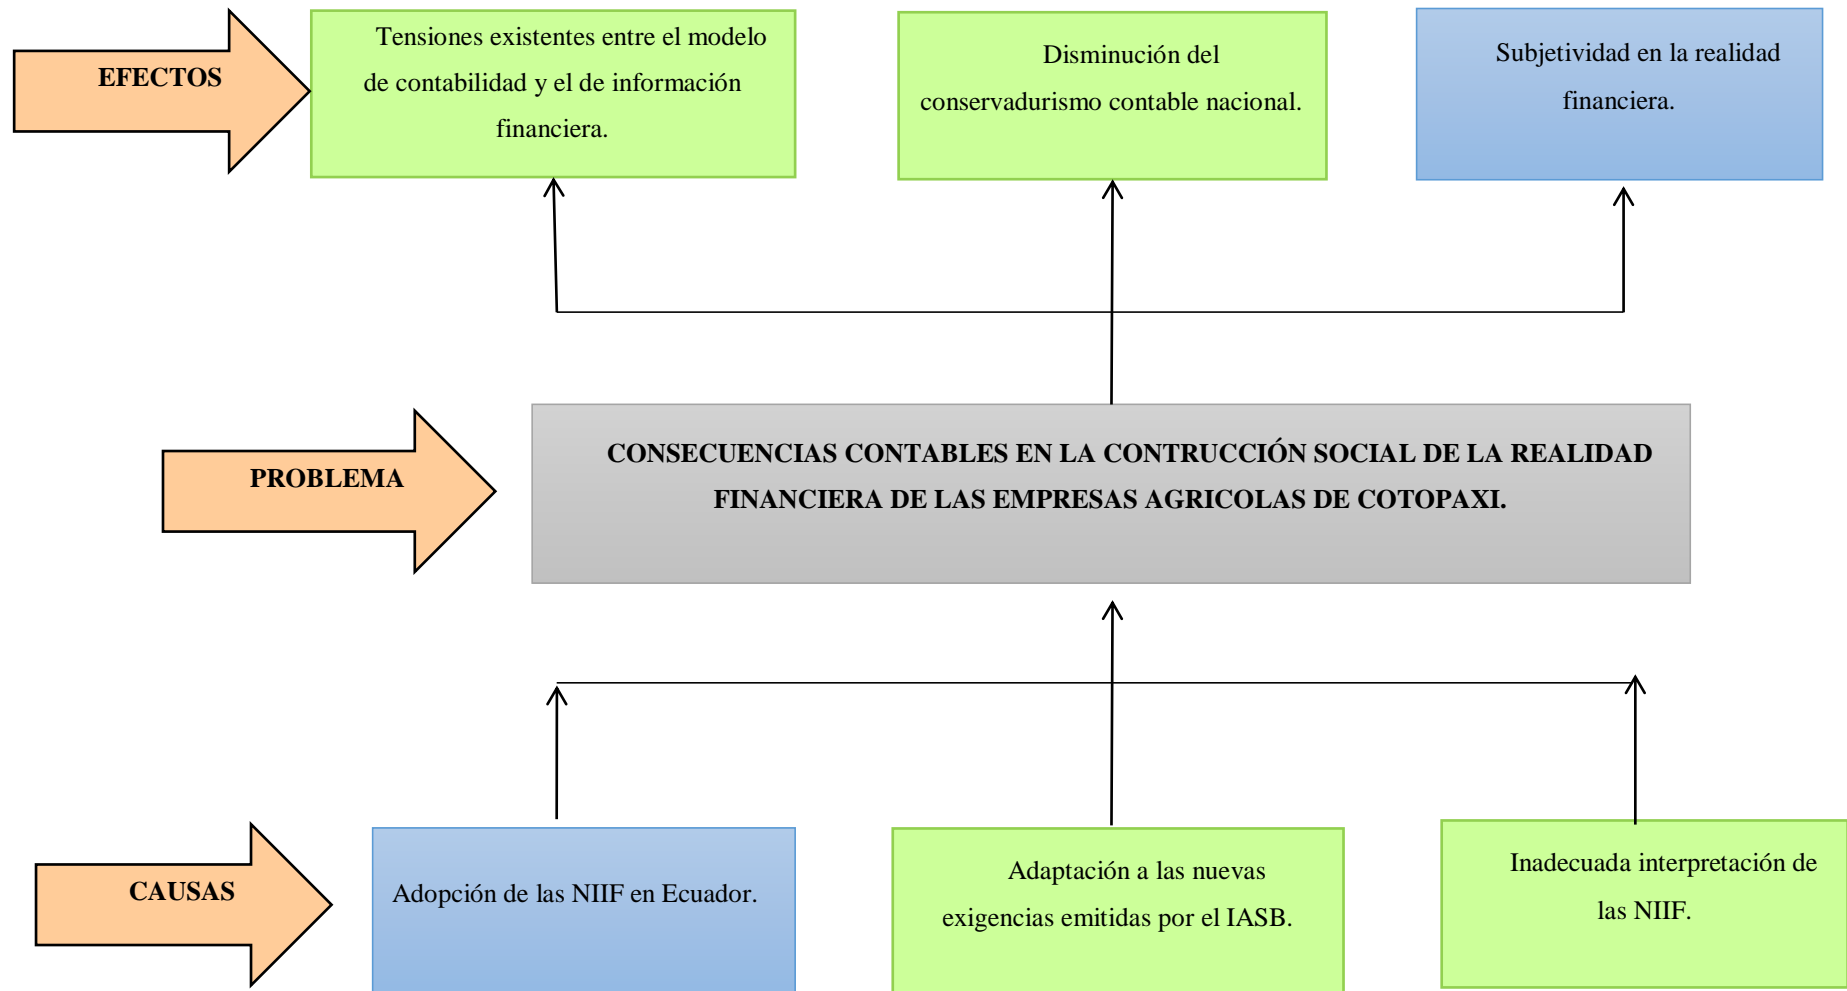 EFECTOS
Tensiones existentes entre el modelo
de contabilidad y el de información
financiera.
Disminución del
conservadurismo contable nacional.
Subjetividad en la realidad
financiera.
PROBLEMA
CONSECUENCIAS CONTABLES EN LA CONTRUCCIÓN SOCIAL DE LA REALIDAD
FINANCIERA DE LAS EMPRESAS AGRICOLAS DE COTOPAXI.
CAUSAS
Adopción de las NIIF en Ecuador.
Adaptación a las nuevas
exigencias emitidas por el IASB.
Inadecuada interpretación de
las NIIF.